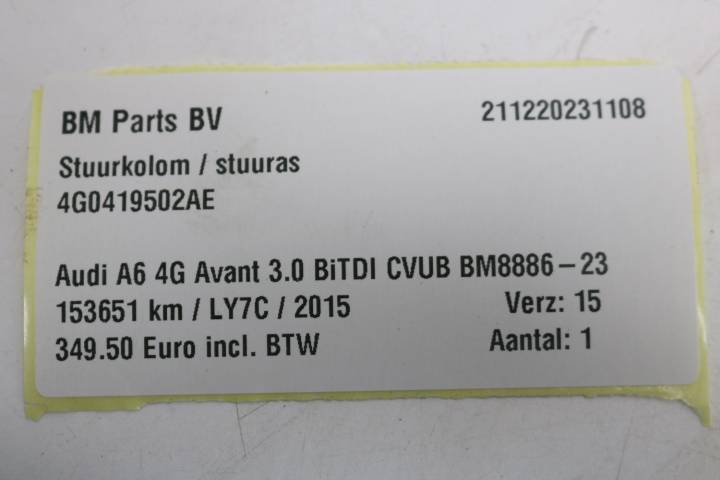 BM Parts BV 211220231108
Stuurkolom / stuuras
4G0419502AE
Audi A6 4G Avant 3.0 BiTDI CVUB BM8886-23
153651 km / LY7C / 2015 Verz: 15
349.50 Euro incl. BTW Aantal: 1